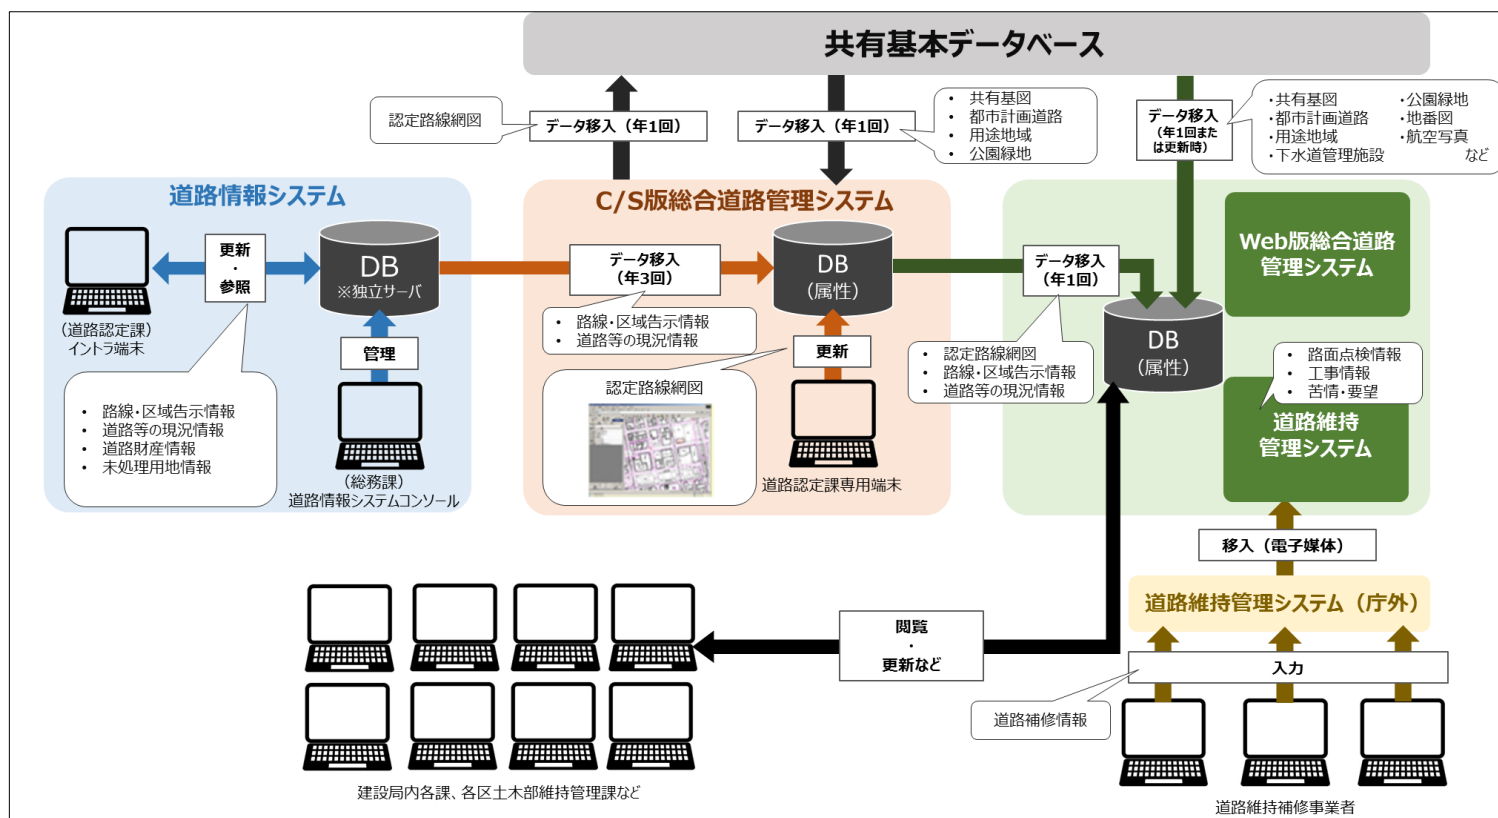 共有基本データベース
認定路線網図
データ移入（年1回）
データ移入（年1回）
• 共有基図
• 都市計画道路
• 用途地域
• 公園緑地
データ移入
（年1回また
は更新時）
・共有基図
・都市計画道路
・用途地域
・下水道管理施設
・公園緑地
・地番図
・航空写真
など
道路情報システム
更新
・
参照
DB
※独立サーバ
（道路認定課）
イントラ端末
管理
• 路線・区域告示情報
• 道路等の現況情報
• 道路財産情報
• 未処理用地情報
（総務課）
道路情報システムコンソール
C/S版総合道路管理システム
データ移入
（年3回）
• 路線・区域告示情報
• 道路等の現況情報
DB
（属性）
更新
認定路線網図
道路認定課専用端末
データ移入
（年1回）
• 認定路線網図
• 路線・区域告示情報
• 道路等の現況情報
DB
（属性）
Web版総合道路
管理システム
• 路面点検情報
• 工事情報
• 苦情・要望
道路維持
管理システム
移入（電子媒体）
道路維持管理システム（庁外）
入力
道路補修情報
道路維持補修事業者
閲覧
・
更新など
建設局内各課、各区土木部維持管理課など